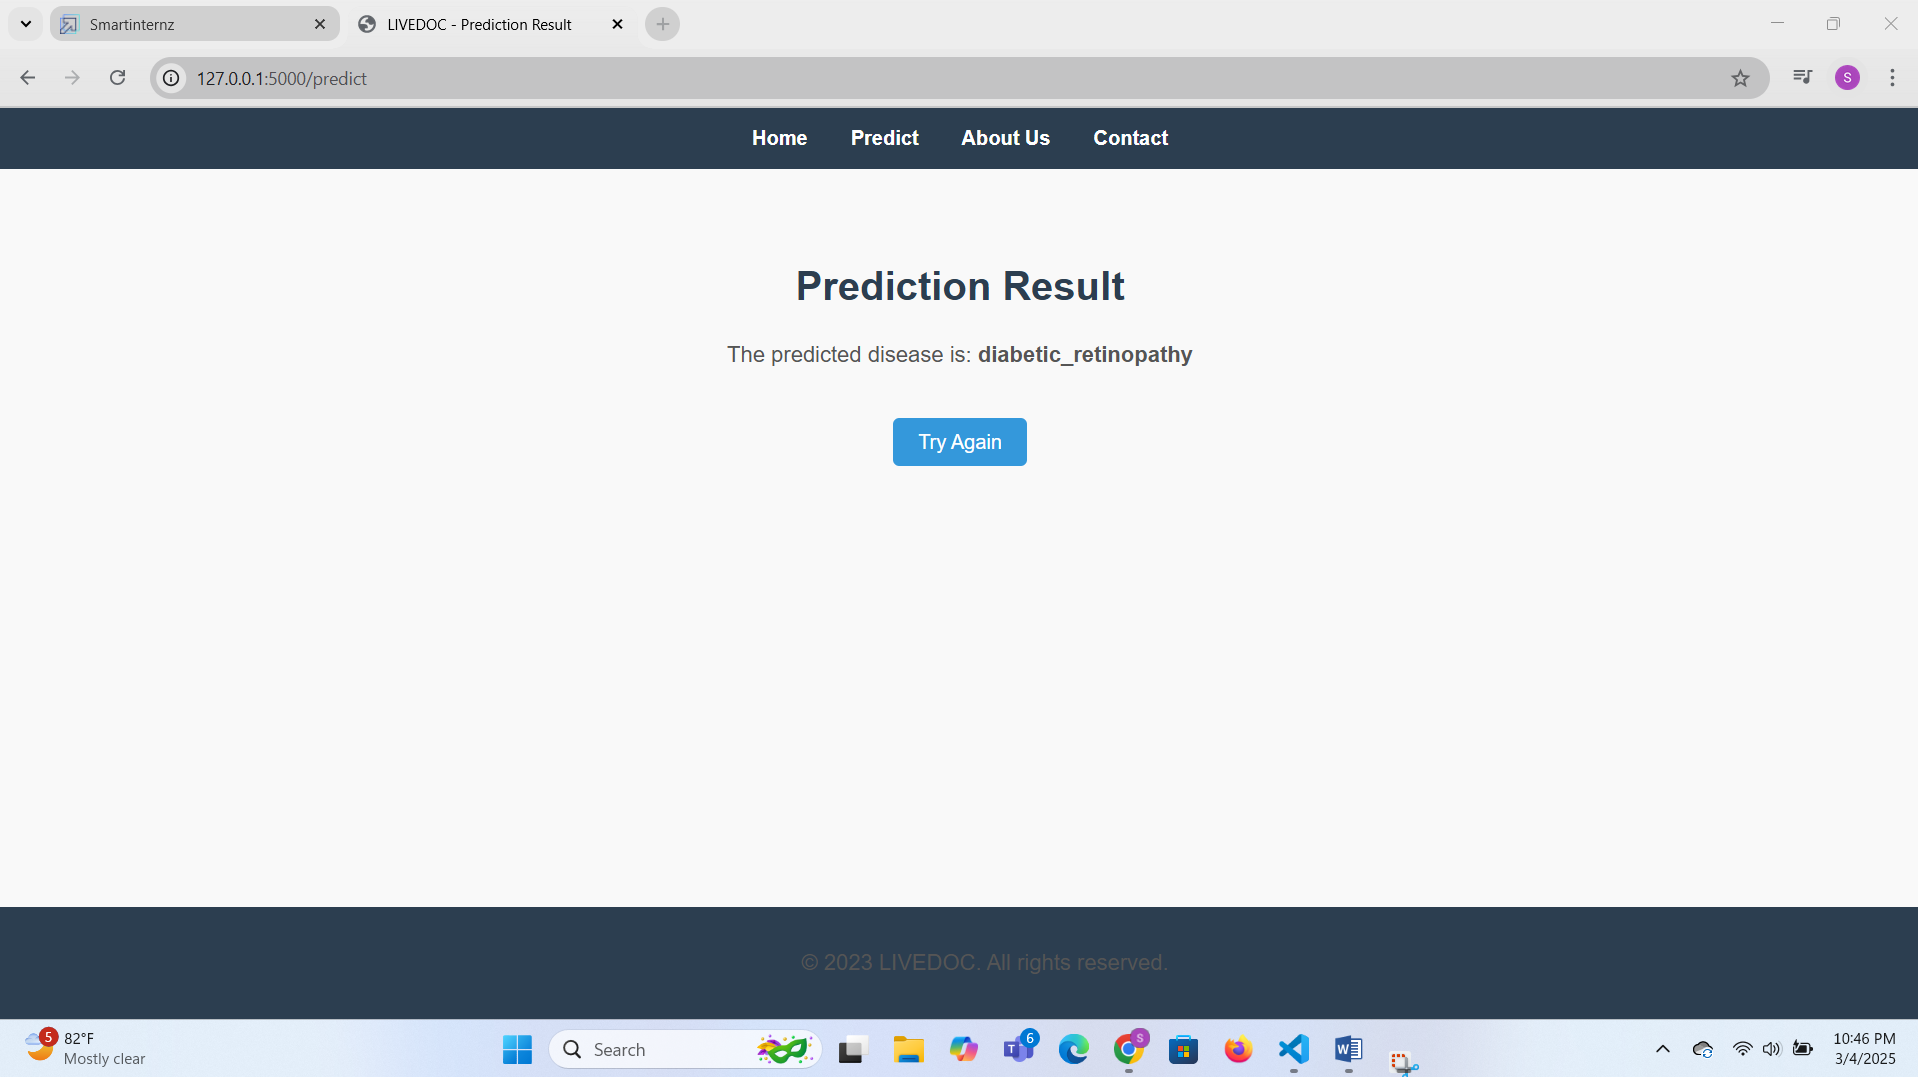 Smartinternz
LIVEDOC - Prediction Result
127.0.0.1:5000/predict
S
Home Predict About Us Contact
Prediction Result
The predicted disease is: diabetic_retinopathy
Try Again
© 2023 LIVEDOC. All rights reserved.
5
82°F
Mostly clear
Search
T
6
S
W
10:46 PM
3/4/2025